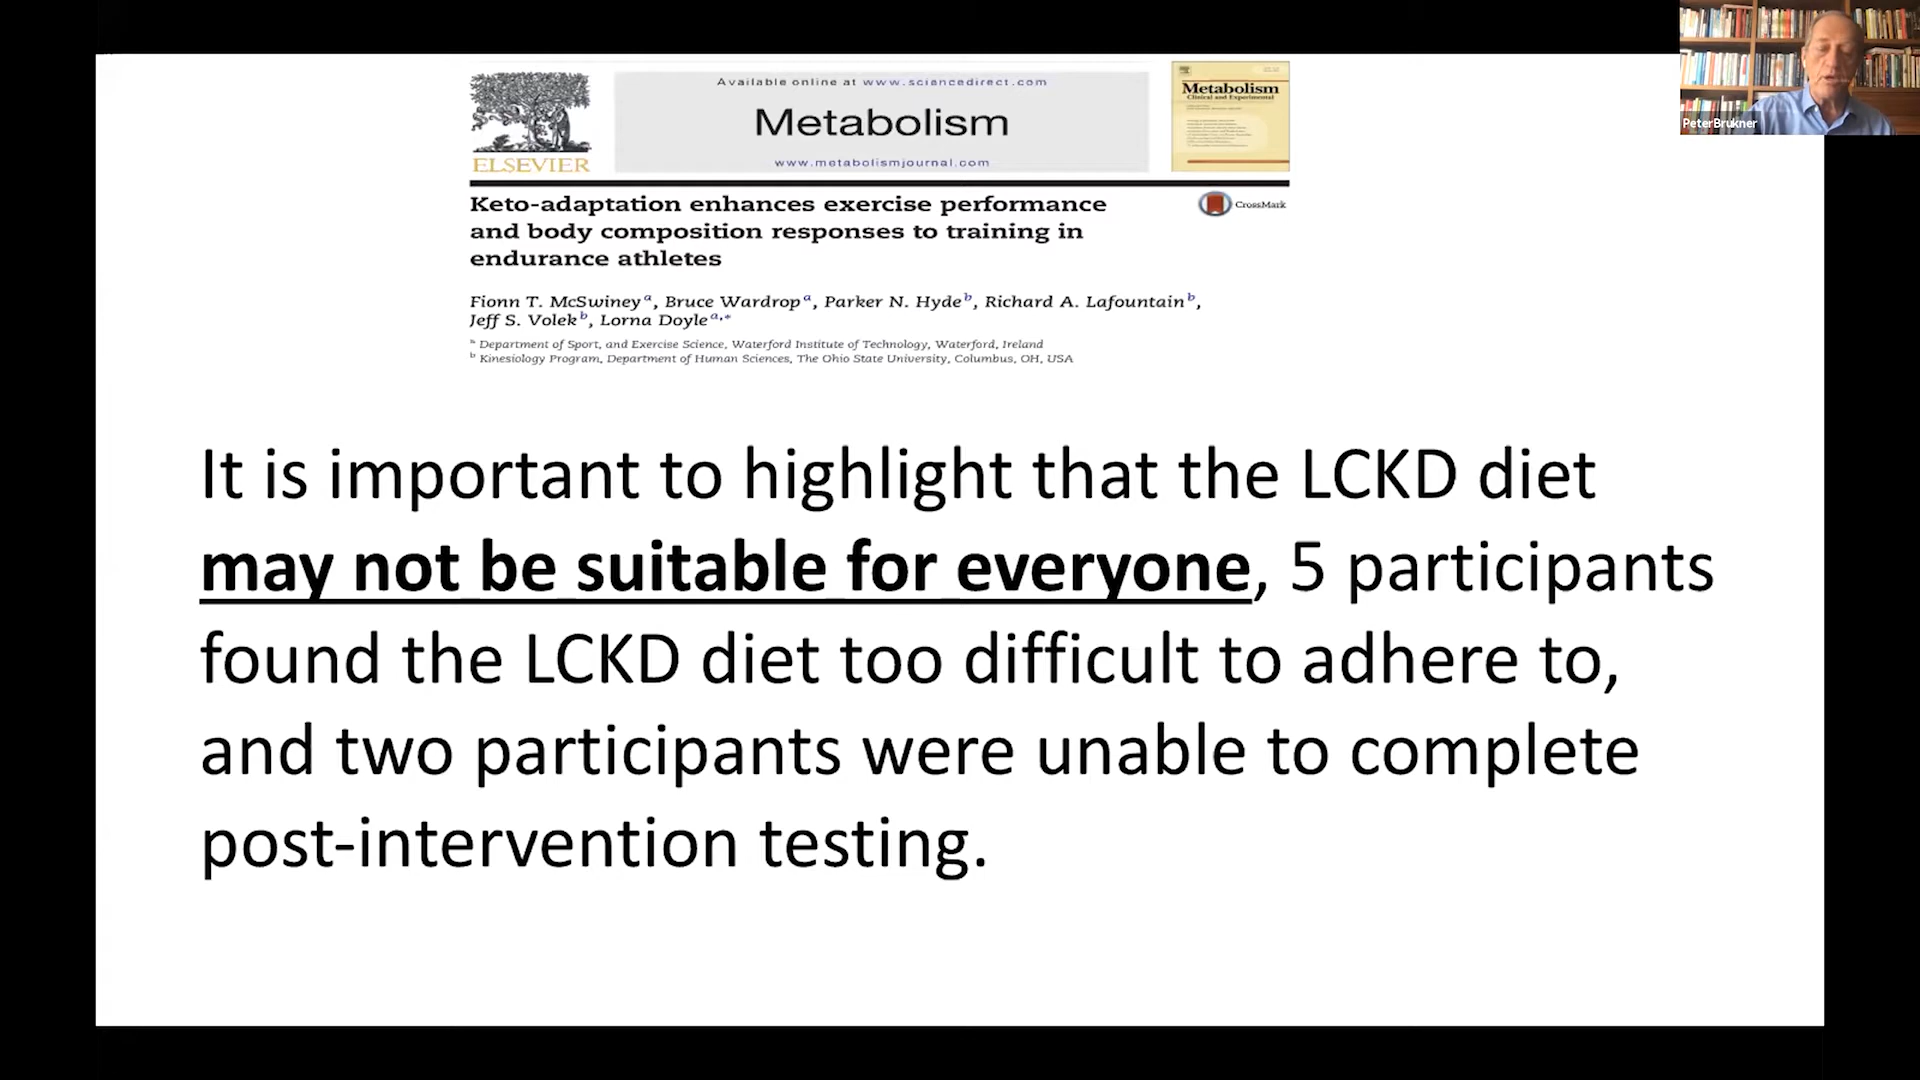 Available online at www.sciencedirect.com
Metabolism
www.metabolismjournal.com
ELSEVIER
Metabolism
Clinical and Experimental
PeterBrukner
Keto-adaptation enhances exercise performance
and body composition responses to training in
endurance athletes
CrossMark
Fionn T. McSwiney a, Bruce Wardrop a, Parker N. Hyde b, Richard A. Lafountain b,
Jeff S. Volek b, Lorna Doyle a,*
a Department of Sport, and Exercise Science, Waterford Institute of Technology, Waterford, Ireland
b Kinesiology Program, Department of Human Sciences, The Ohio State University, Columbus, OH, USA
It is important to highlight that the LCKD diet
may not be suitable for everyone, 5 participants
found the LCKD diet too difficult to adhere to,
and two participants were unable to complete
post-intervention testing.